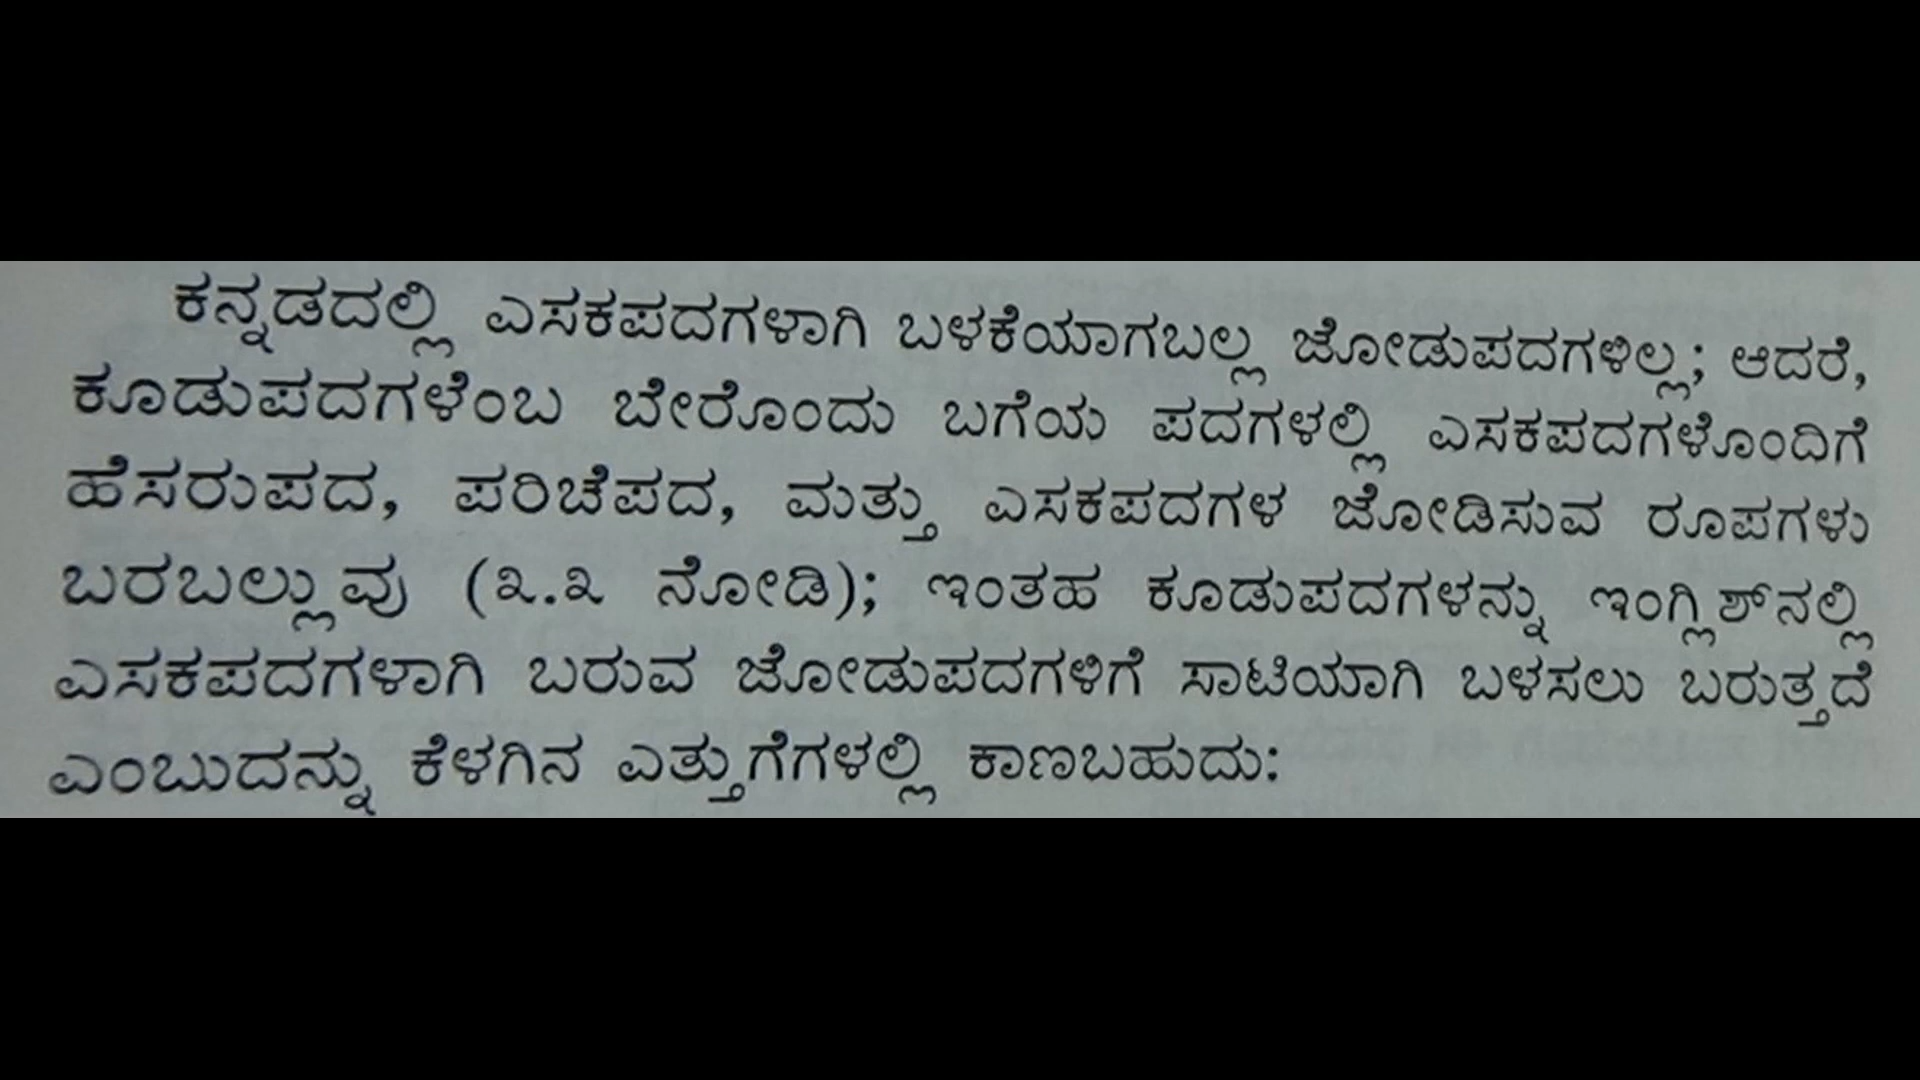 ಕನ್ನಡದಲ್ಲಿ ಎಸಕಪದಗಳಾಗಿ ಬಳಕೆಯಾಗಬಲ್ಲ ಜೋಡುಪದಗಳಿಲ್ಲ; ಆದರೆ,
ಕೂಡುಪದಗಳೆಂಬ ಬೇರೊಂದು ಬಗೆಯ ಪದಗಳಲ್ಲಿ ಎಸಕಪದಗಳೊಂದಿಗೆ
ಹೆಸರುಪದ, ಪರಿಚೆಪದ, ಮತ್ತು ಎಸಕಪದಗಳ ಜೋಡಿಸುವ ರೂಪಗಳು
ಬರಬಲ್ಲುವು (೩.೩ ನೋಡಿ); ಇಂತಹ ಕೂಡುಪದಗಳನ್ನು ಇಂಗ್ಲಿಶ್‌ನಲ್ಲಿ
ಎಸಕಪದಗಳಾಗಿ ಬರುವ ಜೋಡುಪದಗಳಿಗೆ ಸಾಟಿಯಾಗಿ ಬಳಸಲು ಬರುತ್ತದೆ
ಎಂಬುದನ್ನು ಕೆಳಗಿನ ಎತ್ತುಗೆಗಳಲ್ಲಿ ಕಾಣಬಹುದು: